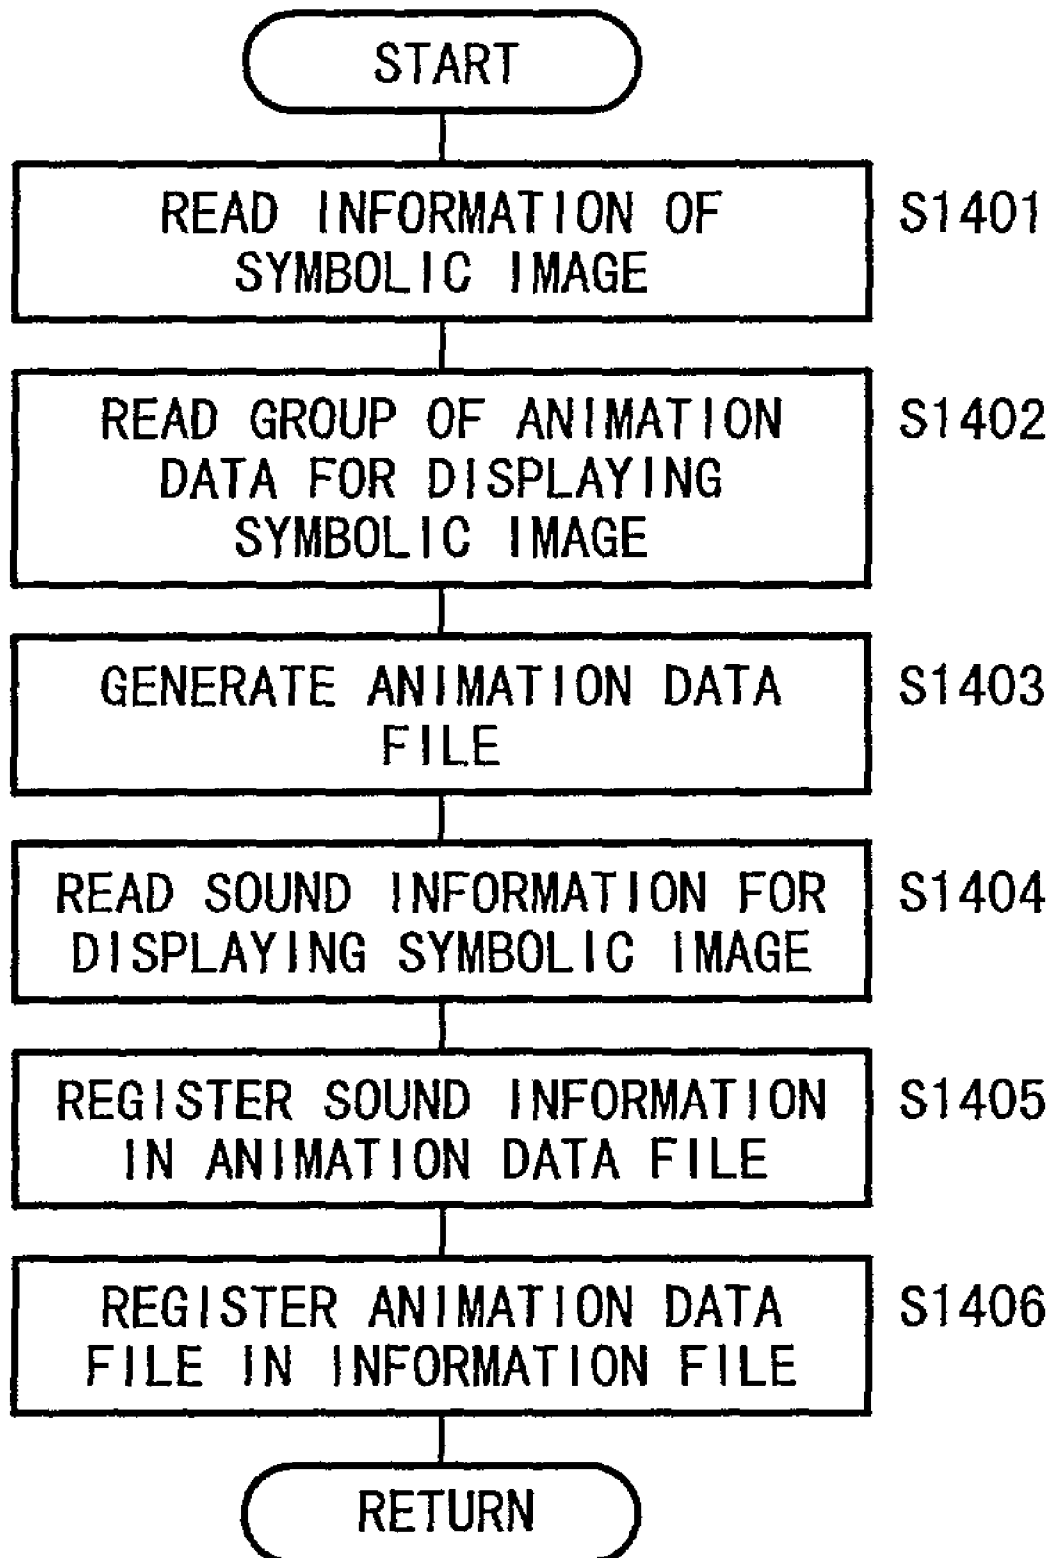 START
READ INFORMATION OF
SYMBOLIC IMAGE
S1401
READ GROUP OF ANIMATION
DATA FOR DISPLAYING
SYMBOLIC IMAGE
S1402
GENERATE ANIMATION DATA
FILE
S1403
READ SOUND INFORMATION FOR
DISPLAYING SYMBOLIC IMAGE
S1404
REGISTER SOUND INFORMATION
IN ANIMATION DATA FILE
S1405
REGISTER ANIMATION DATA
FILE IN INFORMATION FILE
S1406
RETURN